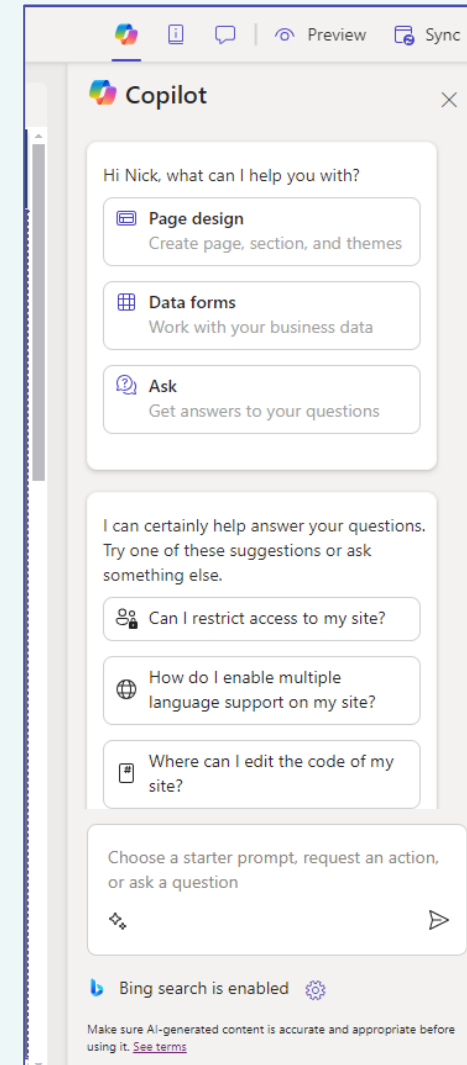 Preview Sync
Copilot
Hi Nick, what can I help you with?
Page design
Create page, section, and themes
Data forms
Work with your business data
Ask
Get answers to your questions
I can certainly help answer your questions.
Try one of these suggestions or ask
something else.
Can I restrict access to my site?
How do I enable multiple
language support on my site?
Where can I edit the code of my
site?
Choose a starter prompt, request an action,
or ask a question
Bing search is enabled
Make sure AI-generated content is accurate and appropriate before
using it. See terms